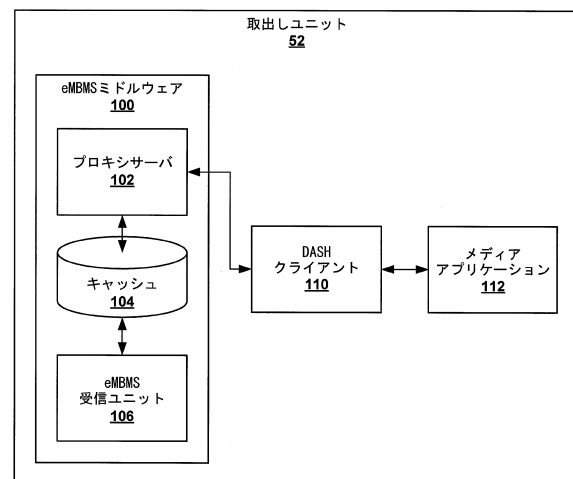 取出しユニット
52
eMBMSミドルウェア
100
プロキシサーバ
102
キャッシュ
104
eMBMS
受信ユニット
106
DASH
クライアント
110
メディア
アプリケーション
112